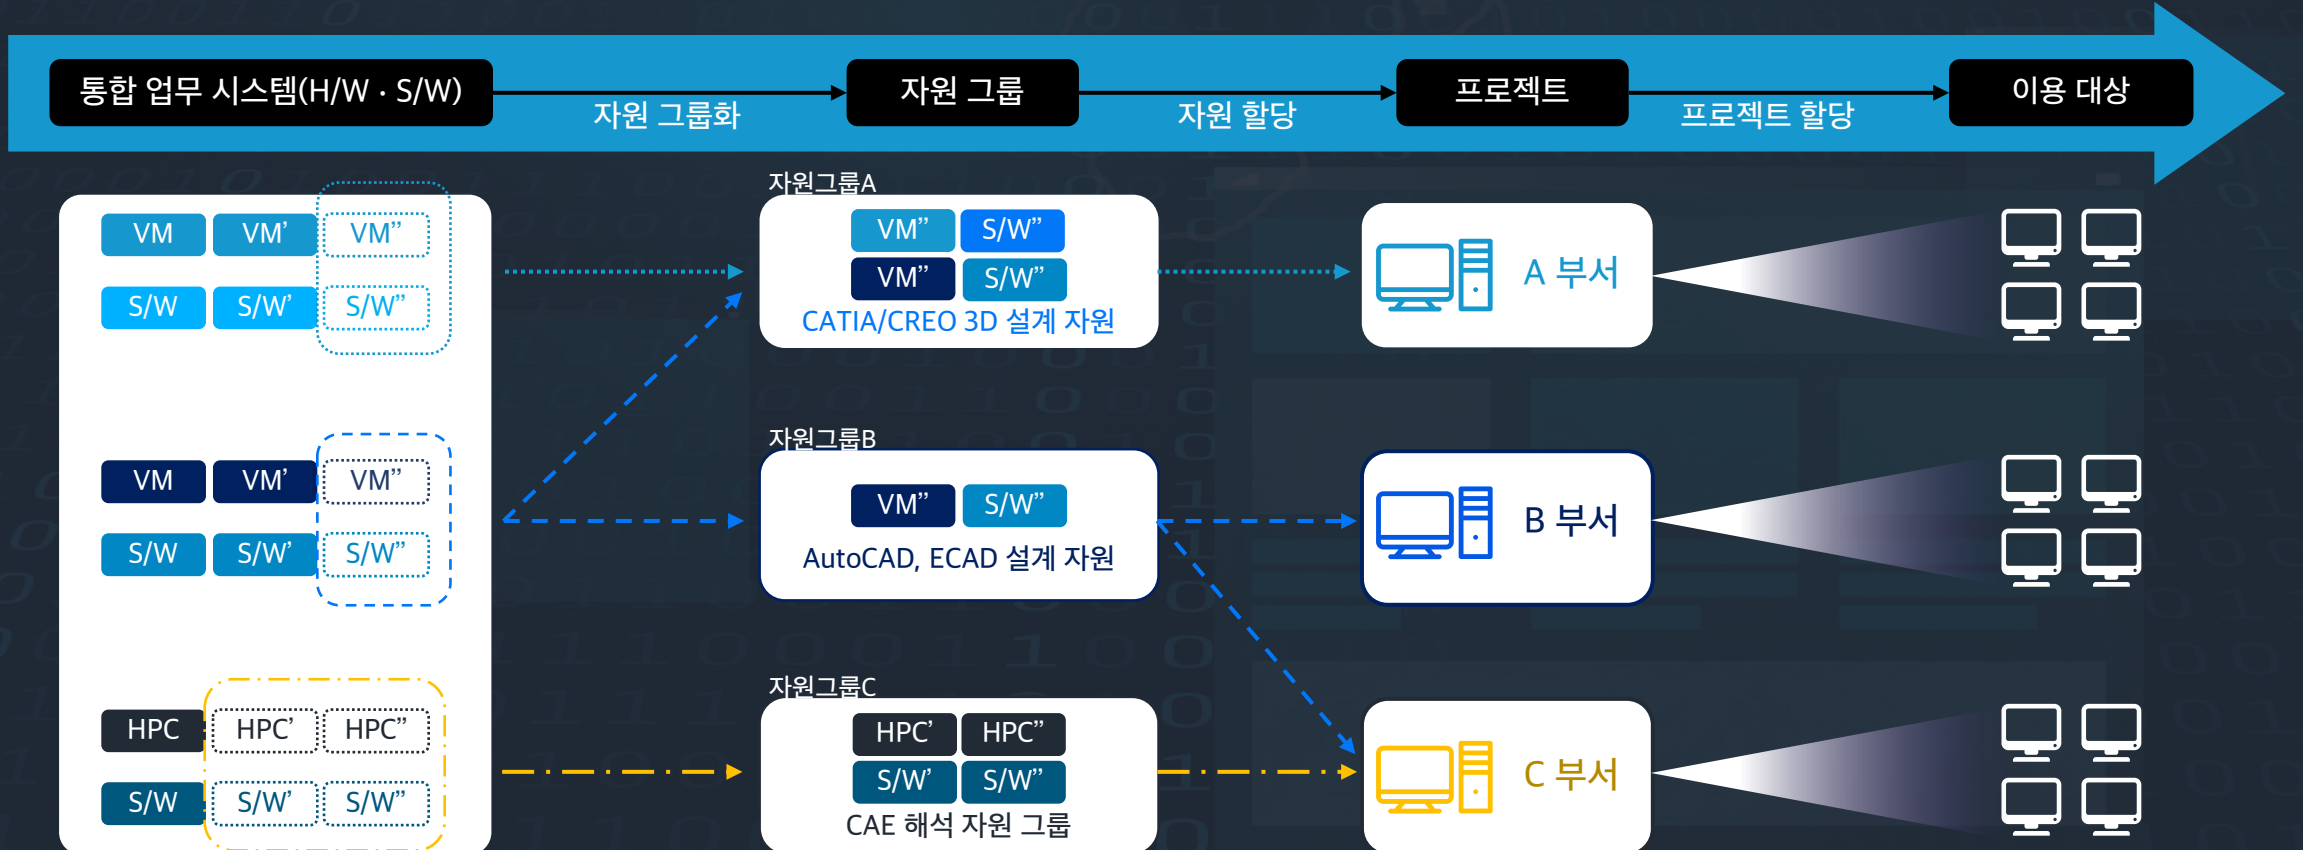 통합 업무 시스템(H/W · S/W)
자원 그룹화
자원 그룹
자원 할당
프로젝트
프로젝트 할당
이용 대상
VM VM’ VM”
S/W S/W’ S/W”
VM VM’ VM”
S/W S/W’ S/W”
HPC HPC’ HPC”
S/W S/W’ S/W”
자원그룹A
VM” S/W”
VM” S/W”
CATIA/CREO 3D 설계 자원
자원그룹B
VM” S/W”
AutoCAD, ECAD 설계 자원
자원그룹C
HPC’ HPC”
S/W’ S/W”
CAE 해석 자원 그룹
A 부서
B 부서
C 부서